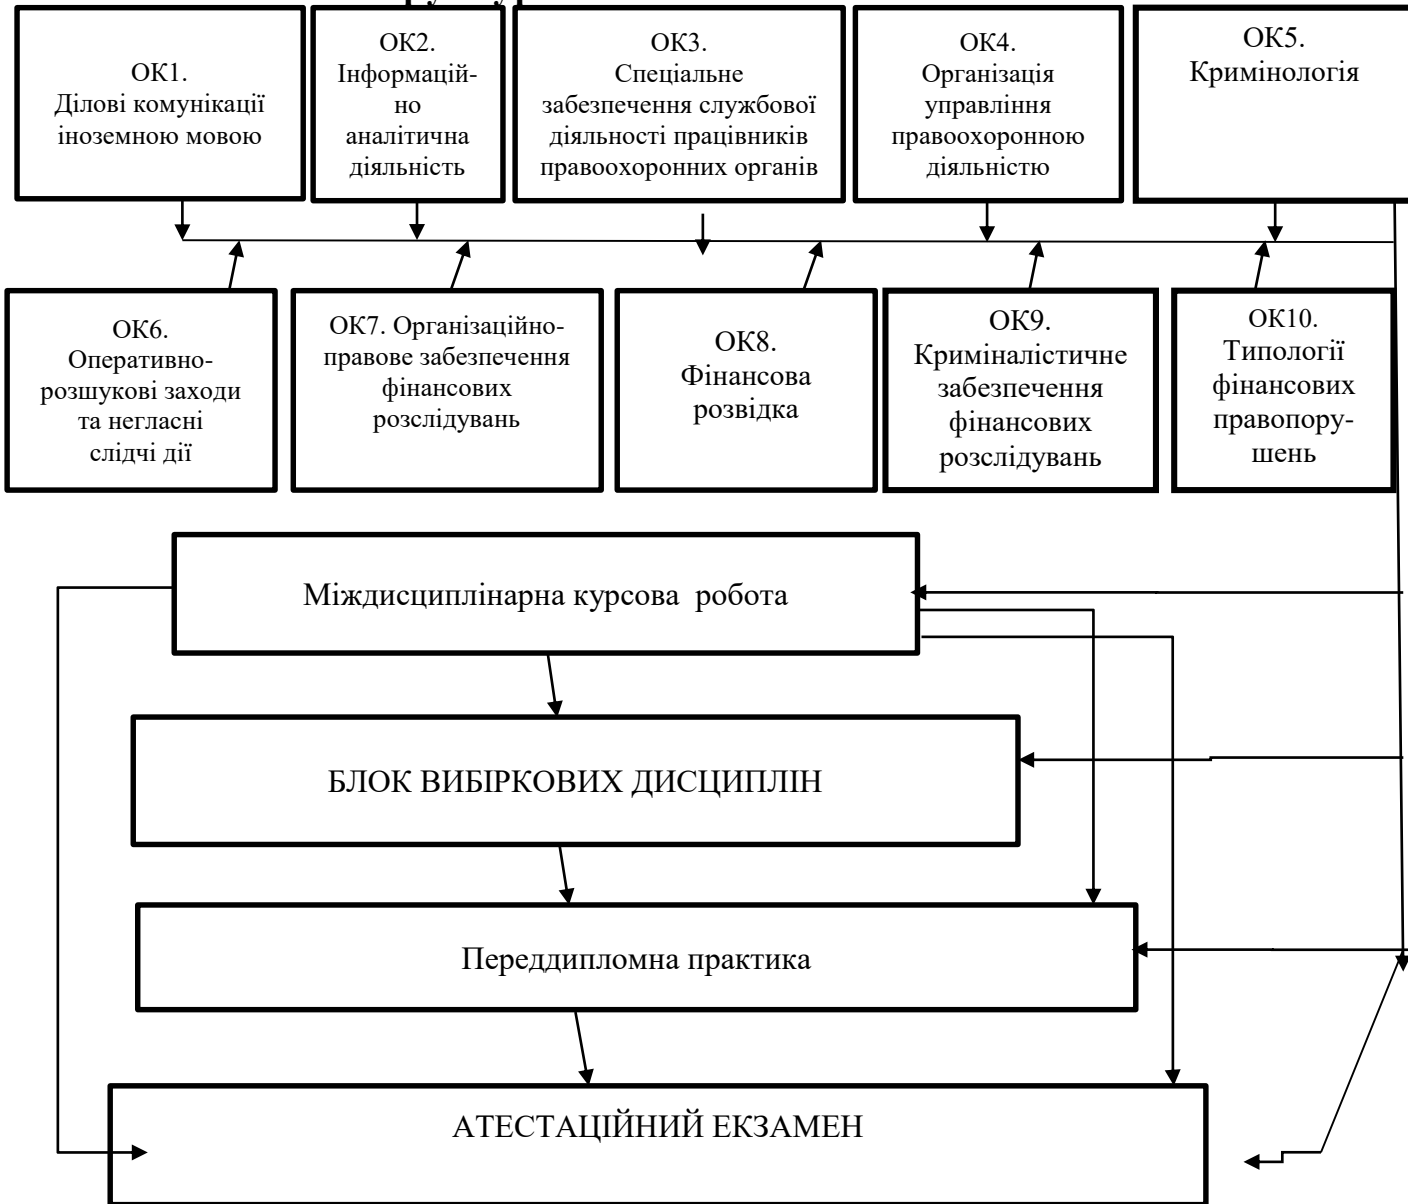 ОК1.
Ділові комунікації
іноземною мовою
ОК2.
Інформацій-
но
аналітична
діяльність
ОК3.
Спеціальне
забезпечення службової
діяльності працівників
правоохоронних органів
ОК4.
Організація
управління
правоохоронною
діяльністю
ОК5.
Кримінологія
ОК6.
Оперативно-
розшукові заходи
та негласні
слідчі дії
ОК7. Організаційно-
правове забезпечення
фінансових
розслідувань
ОК8.
Фінансова
розвідка
ОК9.
Криміналістичне
забезпечення
фінансових
розслідувань
ОК10.
Типології
фінансових
правопору-
шень
Міждисциплінарна курсова робота
БЛОК ВИБІРКОВИХ ДИСЦИПЛІН
Переддипломна практика
АТЕСТАЦІЙНИЙ ЕКЗАМЕН